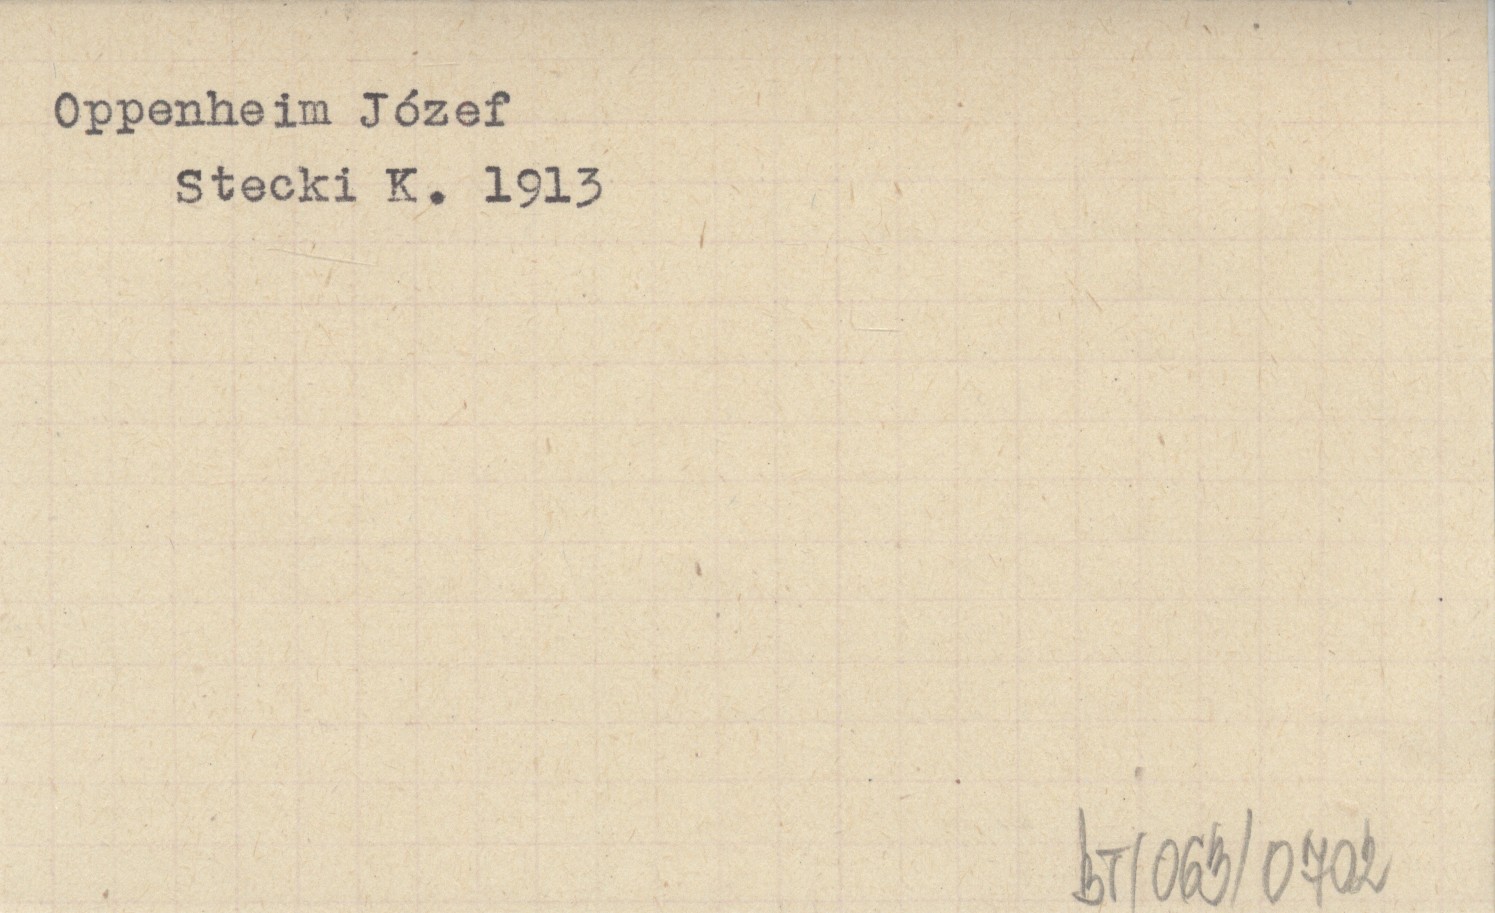 Oppenheim Józef
Stecki K. 1913
BT/063/0702